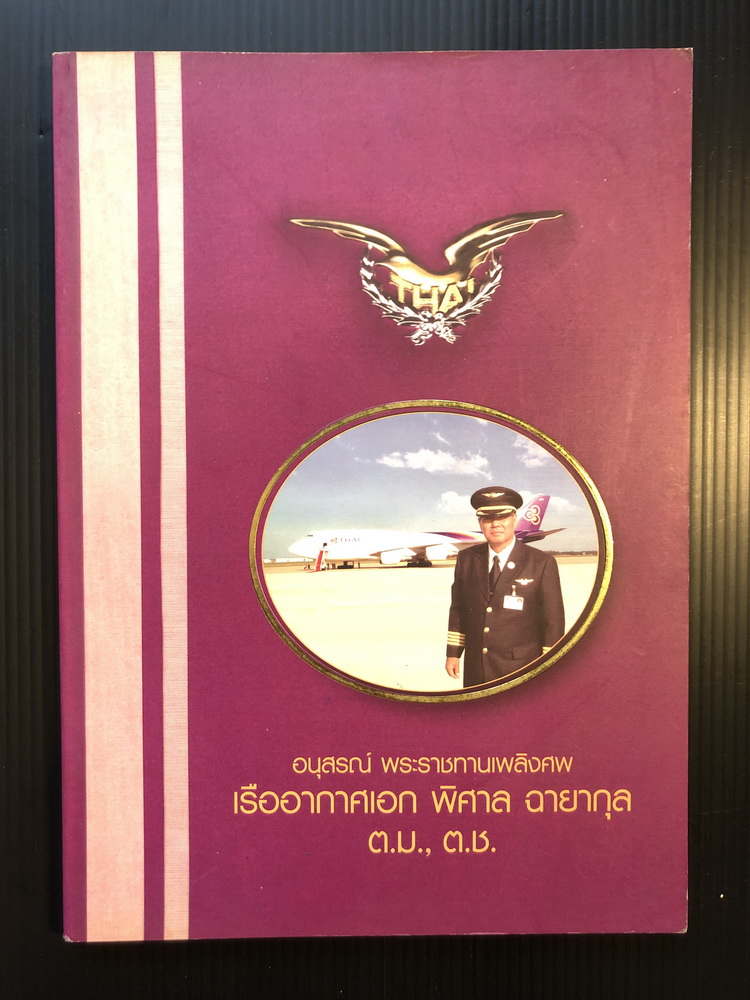 THAI
THAI
อนุสรณ์ พระราชทานเพลิงศพ
เรืออากาศเอก พิศาล ฉายากุล
ต.ม., ต.ช.